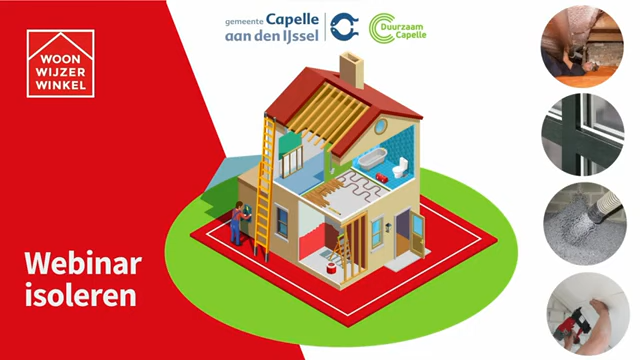 WOON
WIJZER
WINKEL
gemeente Capelle
aan den IJssel
Duurzaam
Capelle
Webinar
isoleren